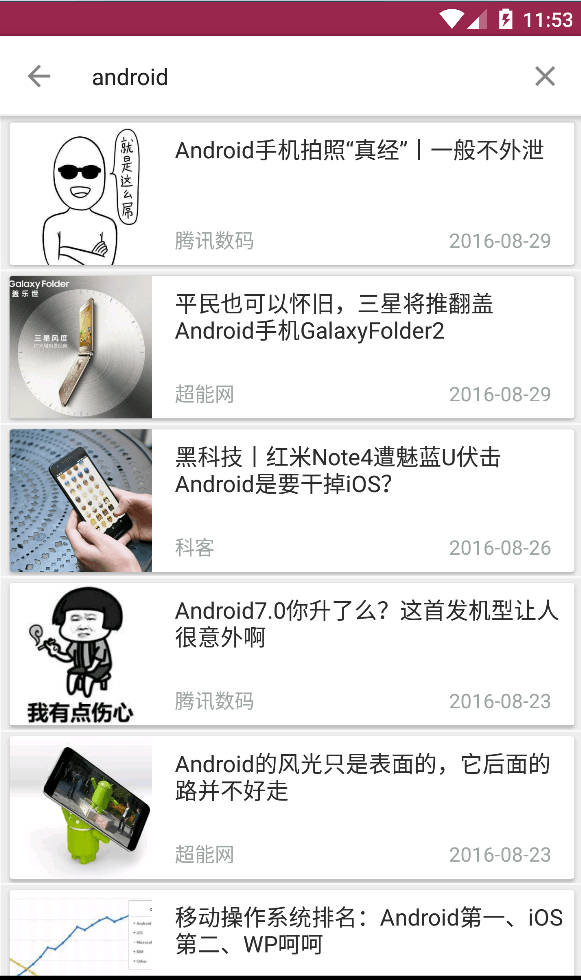 11:53
android
就是这么屌
Android手机拍照“真经”丨一般不外泄
腾讯数码
2016-08-29
Galaxy Folder
盖乐世
三星风度
平民也可以怀旧，三星将推翻盖
Android手机GalaxyFolder2
超能网
2016-08-29
黑科技丨红米Note4遭魅蓝U伏击
Android是要干掉iOS？
科客
2016-08-26
我有点伤心
Android7.0你升了么？这首发机型让人
很意外啊
腾讯数码
2016-08-23
Android的风光只是表面的，它后面的
路并不好走
超能网
2016-08-23
移动操作系统排名：Android第一、iOS
第二、WP呵呵